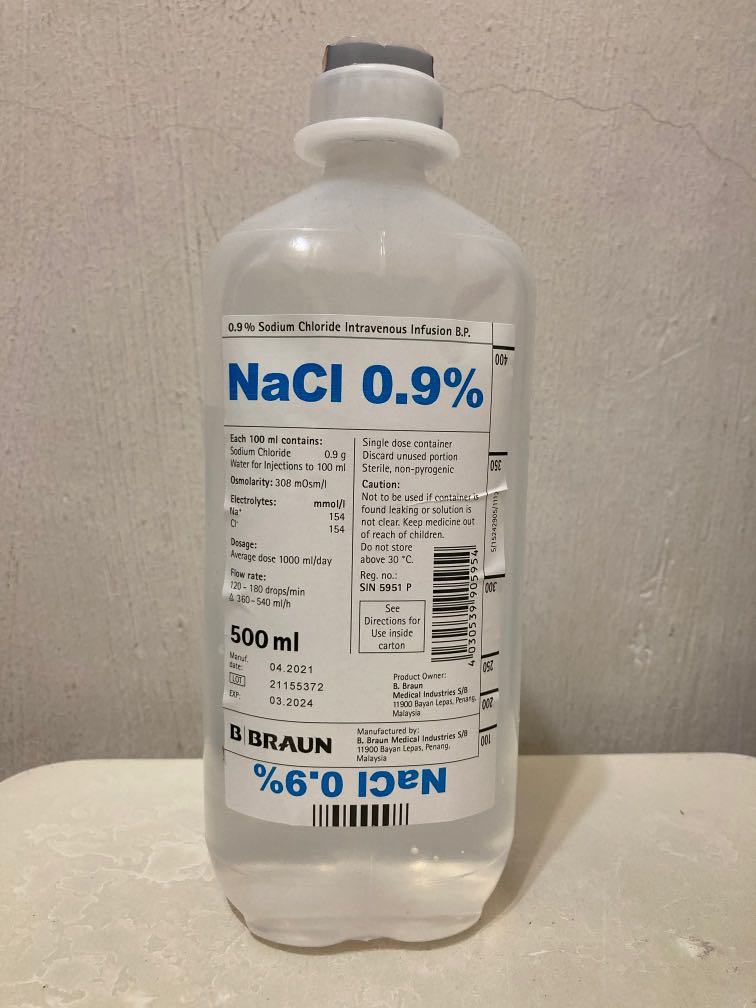 0.9% Sodium Chloride Intravenous Infusion B.P.
NaCl 0.9%
Each 100 ml contains:
Sodium Chloride 0.9 g
Water for Injections to 100 ml
Osmolarity: 308 mOsm/l
Electrolytes: mmol/l
Na⁺ 154
Cl⁻ 154
Dosage:
Average dose 1000 ml/day
Flow rate:
120 - 180 drops/min
≙ 360-540 ml/h
500 ml
Manuf.
date: 04.2021
LOT 21155372
EXP: 03.2024
Single dose container
Discard unused portion
Sterile, non-pyrogenic
Caution:
Not to be used if container is
found leaking or solution is
not clear. Keep medicine out
of reach of children.
Do not store
above 30 °C.
Reg. no.:
SIN 5951 P
See
Directions for
Use inside
carton
4 030539 905954
Product Owner:
B. Braun
Medical Industries S/B
11900 Bayan Lepas, Penang,
Malaysia
B BRAUN
Manufactured by:
B. Braun Medical Industries S/B
11900 Bayan Lepas, Penang,
Malaysia
NaCl 0.9%
400
350
300
250
200
100